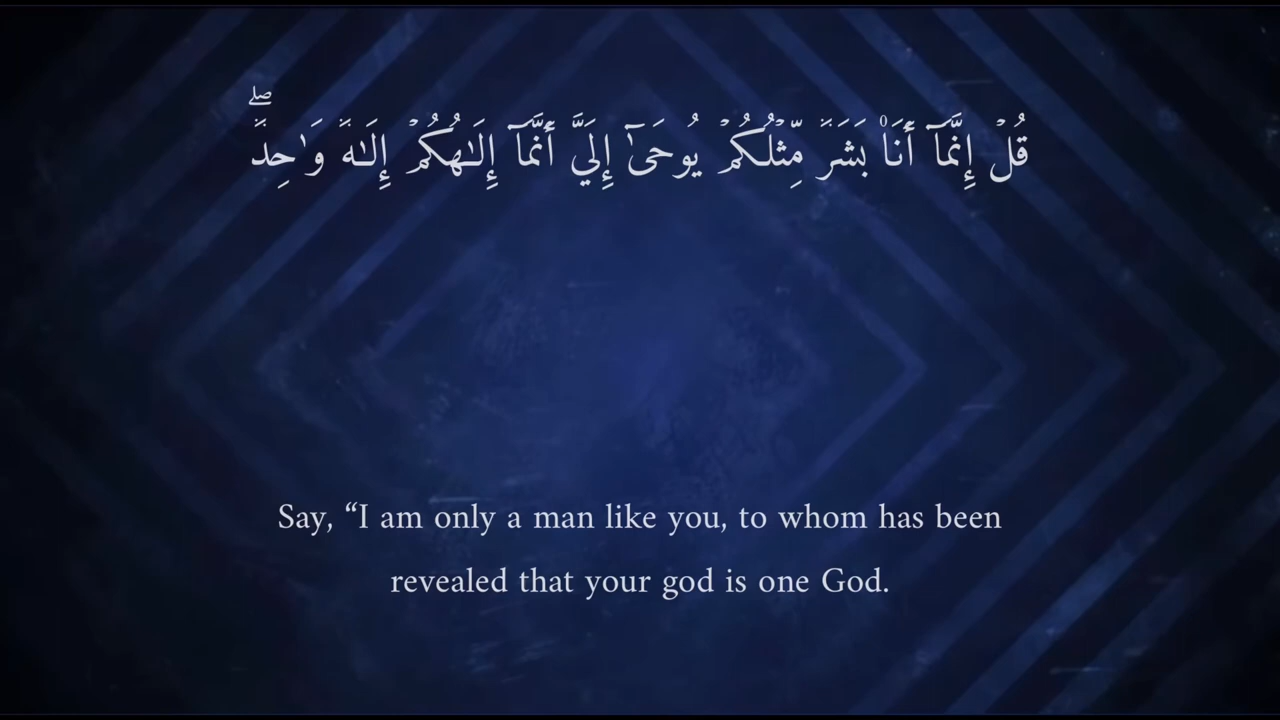 قُلۡ إِنَّمَآ أَنَا۠ بَشَرٞ مِّثۡلُكُمۡ يُوحَىٰٓ إِلَيَّ أَنَّمَآ إِلَٰهُكُمۡ إِلَٰهٞ وَٰحِدٞۖ
Say, “I am only a man like you, to whom has been
revealed that your god is one God.